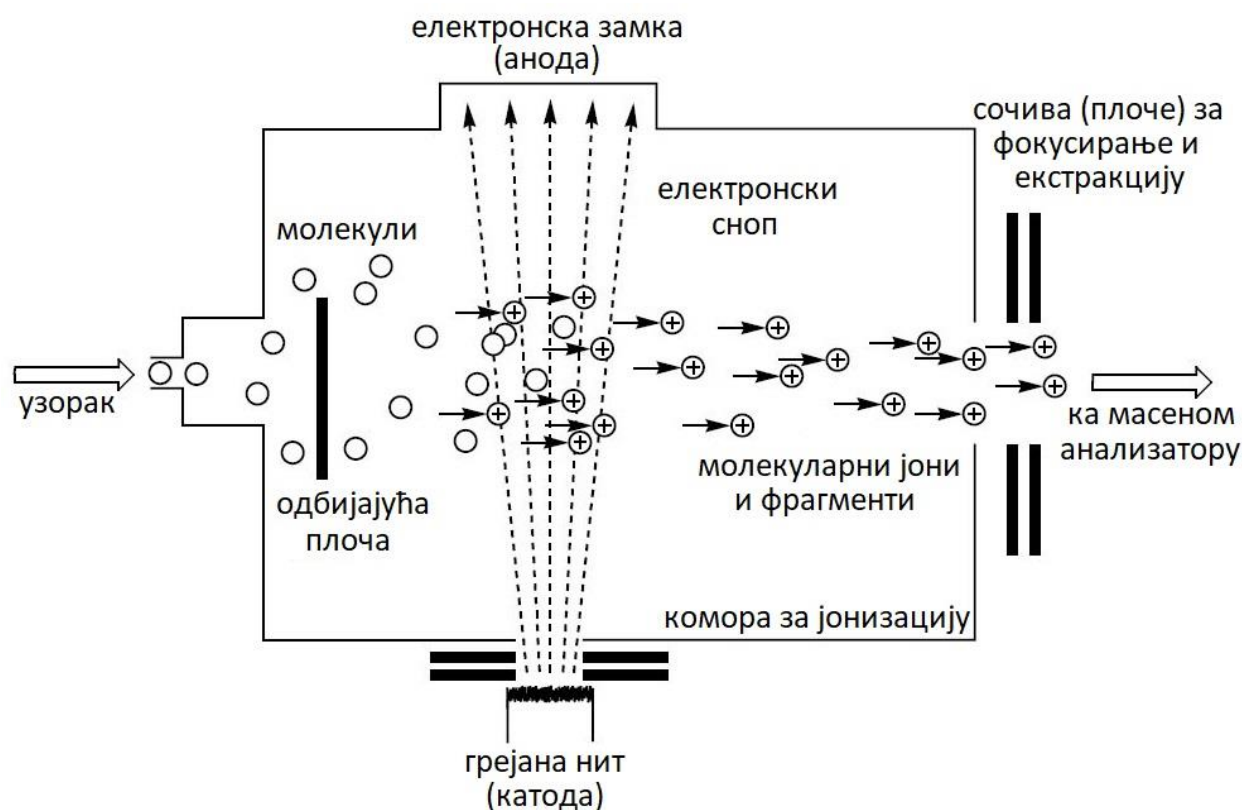 електронска замка
(анода)
сочива (плоче) за
фокусирање и
екстракцију
електронски
сноп
молекули
узорак
ка масеном
анализатору
молекуларни јони
и фрагменти
одбијајућа
плоча
комора за јонизацију
грејана нит
(катода)